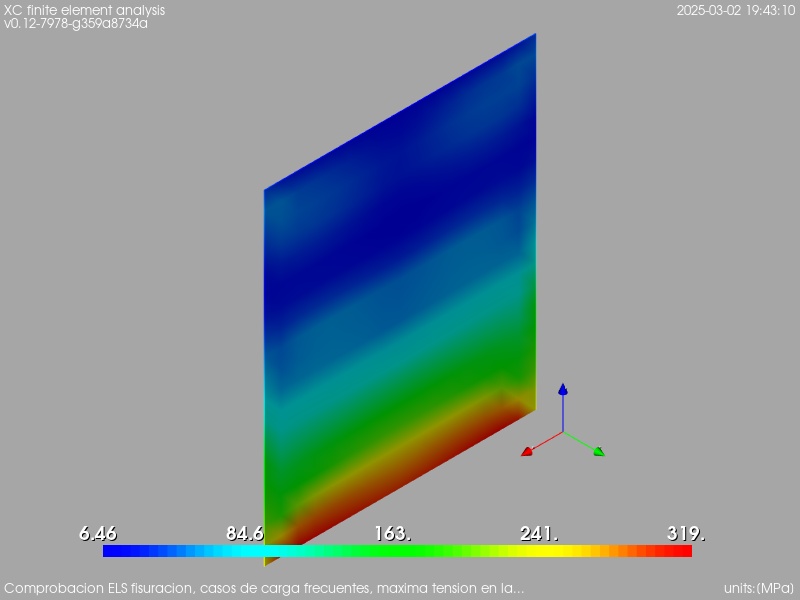 XC finite element analysis
v0.12-7978-g359a8734a
2025-03-02 19:43:10
6.46 84.6 163. 241. 319.
Comprobacion ELS fisuracion, casos de carga frecuentes, maxima tension en la...
units:[MPa]